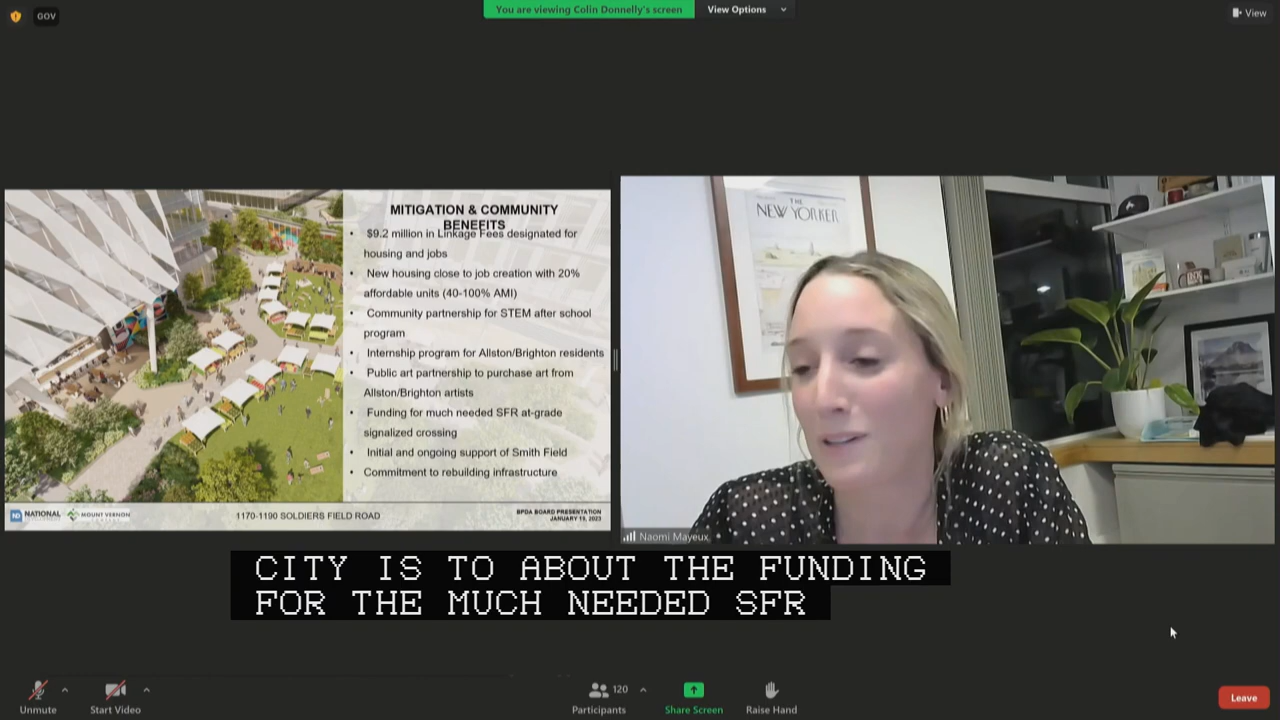 GOV
You are viewing Colin Donnelly's screen
View Options
View
MITIGATION & COMMUNITY
BENEFITS
• $9.2 million in Linkage Fees designated for
housing and jobs
• New housing close to job creation with 20%
affordable units (40-100% AMI)
• Community partnership for STEM after school
program
• Internship program for Allston/Brighton residents
• Public art partnership to purchase art from
Allston/Brighton artists
• Funding for much needed SFR at-grade
signalized crossing
• Initial and ongoing support of Smith Field
• Commitment to rebuilding infrastructure
ND NATIONAL
MOUNT VERNON
1170-1190 SOLDIERS FIELD ROAD
BPDA BOARD PRESENTATION
JANUARY 19, 2023
THE
NEW YORKER
Naomi Mayeux
CITY IS TO ABOUT THE FUNDING
FOR THE MUCH NEEDED SFR
Unmute
Start Video
Participants
120
Share Screen
Raise Hand
Leave